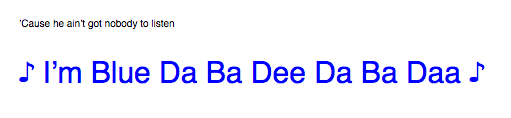 'Cause he ain't got nobody to listen
♪ I’m Blue Da Ba Dee Da Ba Daa ♪